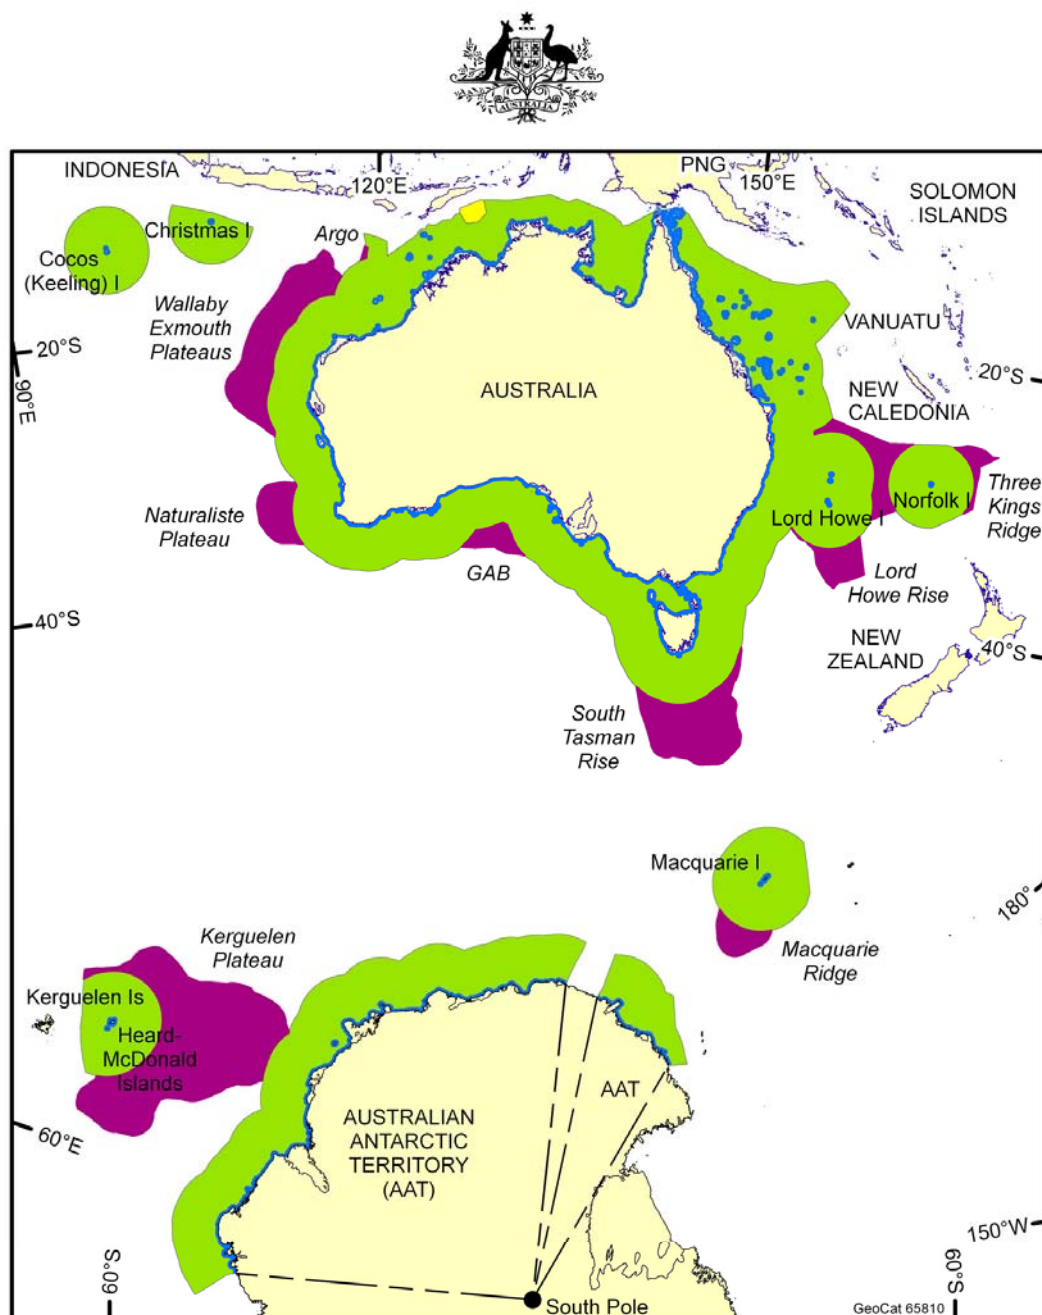 AUSTRALIA
INDONESIA
PNG
120°E
150°E
SOLOMON
ISLANDS
Christmas I
Argo
Cocos
(Keeling) I
Wallaby
Exmouth
Plateaus
VANUATU
20°S
90°E
20°S
AUSTRALIA
NEW
CALEDONIA
Three
Kings
Ridge
Norfolk I
Lord Howe I
Naturaliste
Plateau
GAB
Lord
Howe Rise
40°S
NEW
ZEALAND
40°S
South
Tasman
Rise
Macquarie I
180°
Macquarie
Ridge
Kerguelen
Plateau
Kerguelen Is
Heard-
McDonald
Islands
AAT
AUSTRALIAN
ANTARCTIC
TERRITORY
(AAT)
60°E
150°W
60°S
60°S
South Pole
GeoCat 65810